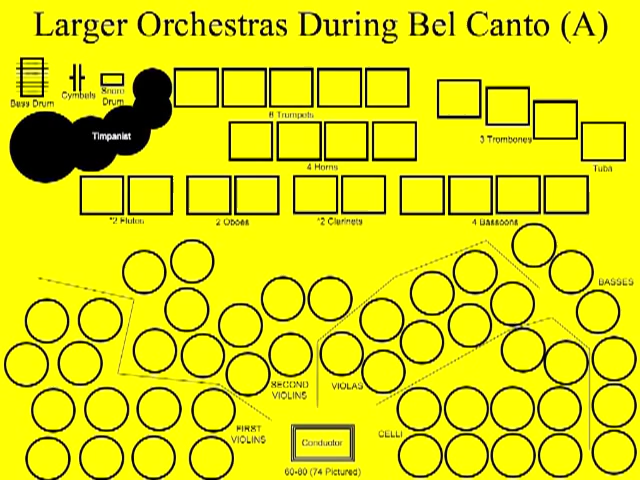 Larger Orchestras During Bel Canto (A)
Bass Drum
Cymbals
Snare
Drum
Timpanist
6 Trumpets
3 Trombones
4 Horns
Tuba
*2 Flutes
2 Oboes
*2 Clarinets
4 Bassoons
BASSES
SECOND
VIOLINS
VIOLAS
FIRST
VIOLINS
CELLI
Conductor
60-80 (74 Pictured)